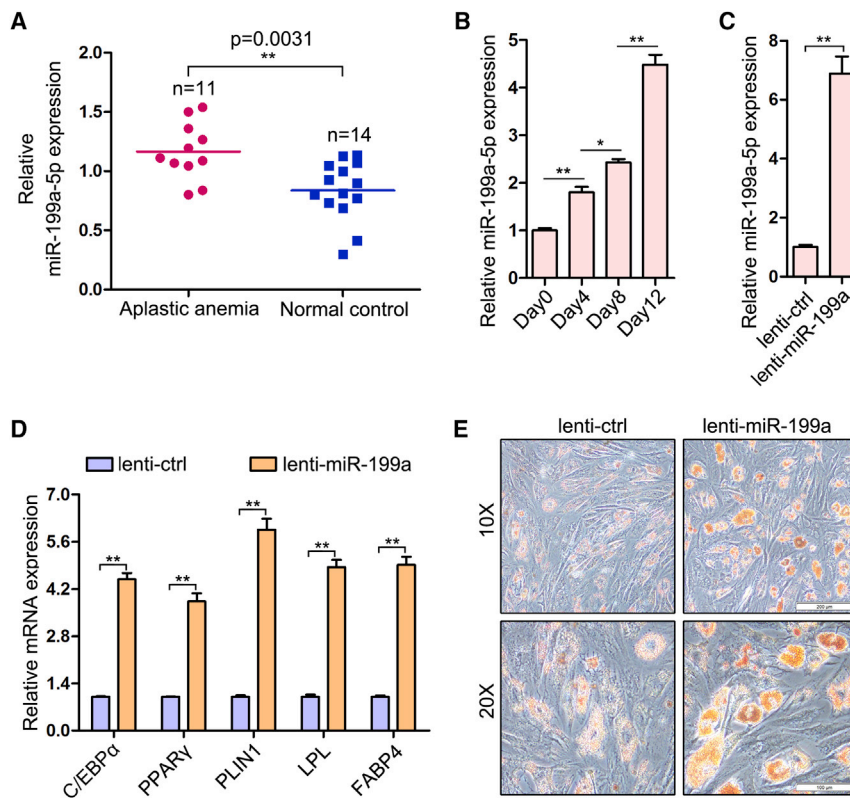 A
p=0.0031
**
n=11
n=14
2.0
1.5
1.0
0.5
0.0
Relative
miR-199a-5p expression
Aplastic anemia
Normal control
B
Relative miR-199a-5p expression
5
4
3
2
1
0
**
*
**
Day0
Day4
Day8
Day12
C
Relative miR-199a-5p expression
8
6
4
2
0
**
lenti-ctrl
lenti-miR-199a
D
lenti-ctrl
lenti-miR-199a
Relative mRNA expression
7.0
5.6
4.2
2.8
1.4
0.0
**
**
**
**
**
C/EBPα
PPARγ
PLIN1
LPL
FABP4
E
lenti-ctrl
lenti-miR-199a
10X
200 µm
20X
100 µm